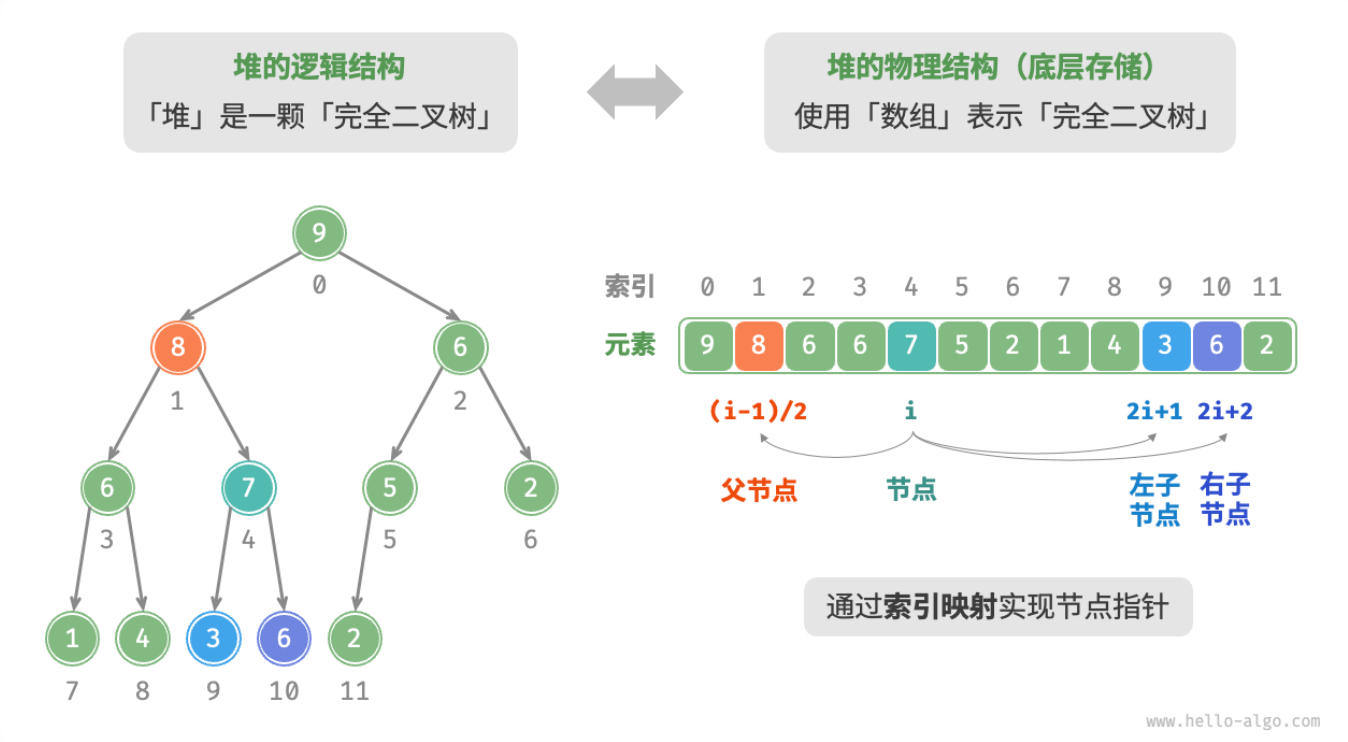 堆的逻辑结构
「堆」是一颗「完全二叉树」
堆的物理结构（底层存储）
使用「数组」表示「完全二叉树」
9
0
8
6
1
2
6
7
5
2
3
4
5
6
1
4
3
6
2
7
8
9
10
11
索引 0 1 2 3 4 5 6 7 8 9 10 11
元素 9 8 6 6 7 5 2 1 4 3 6 2
(i-1)/2 i 2i+1 2i+2
父节点
节点
左子
节点
右子
节点
通过索引映射实现节点指针
www.hello-algo.com